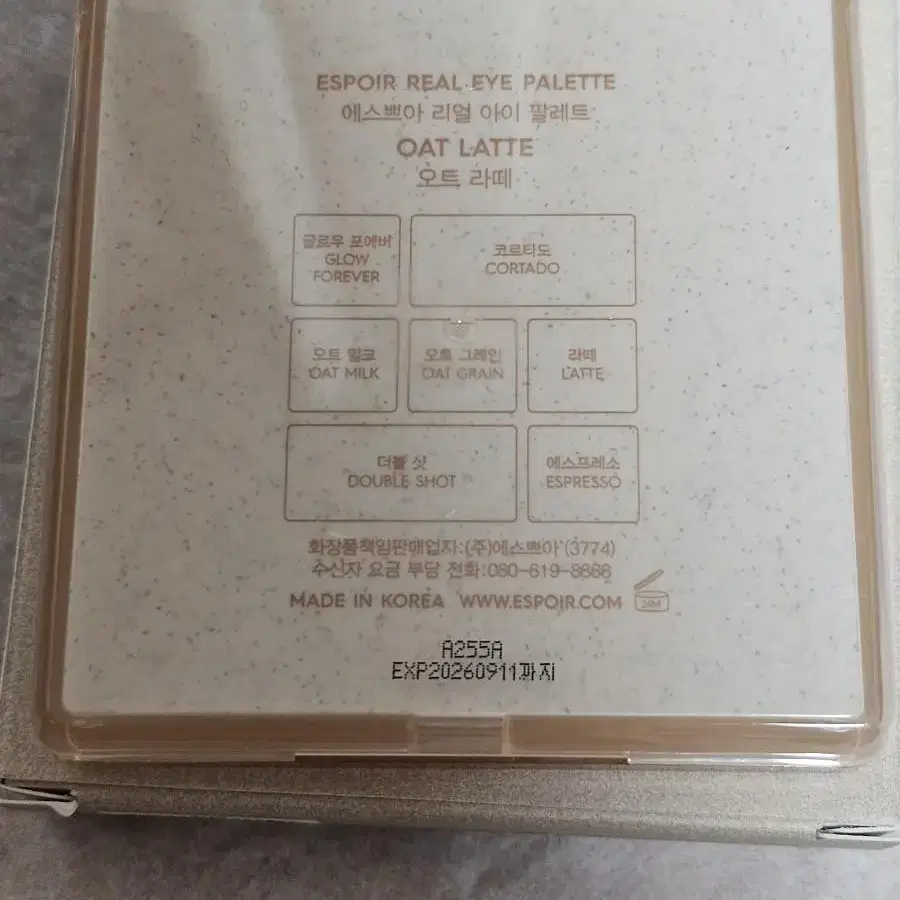 ESPOIR REAL EYE PALETTE
에스쁘아 리얼 아이 팔레트
OAT LATTE
오트 라떼
글로우 포에버
GLOW
FOREVER
코르타도
CORTADO
오트 밀크
OAT MILK
오트 그레인
OAT GRAIN
라떼
LATTE
더블 샷
DOUBLE SHOT
에스프레소
ESPRESSO
화장품책임판매업자:(주)에스쁘아(3774)
수신자 요금 부담 전화:080-619-8888
MADE IN KOREA WWW.ESPOIR.COM 24M
A255A
EXP20260911까지